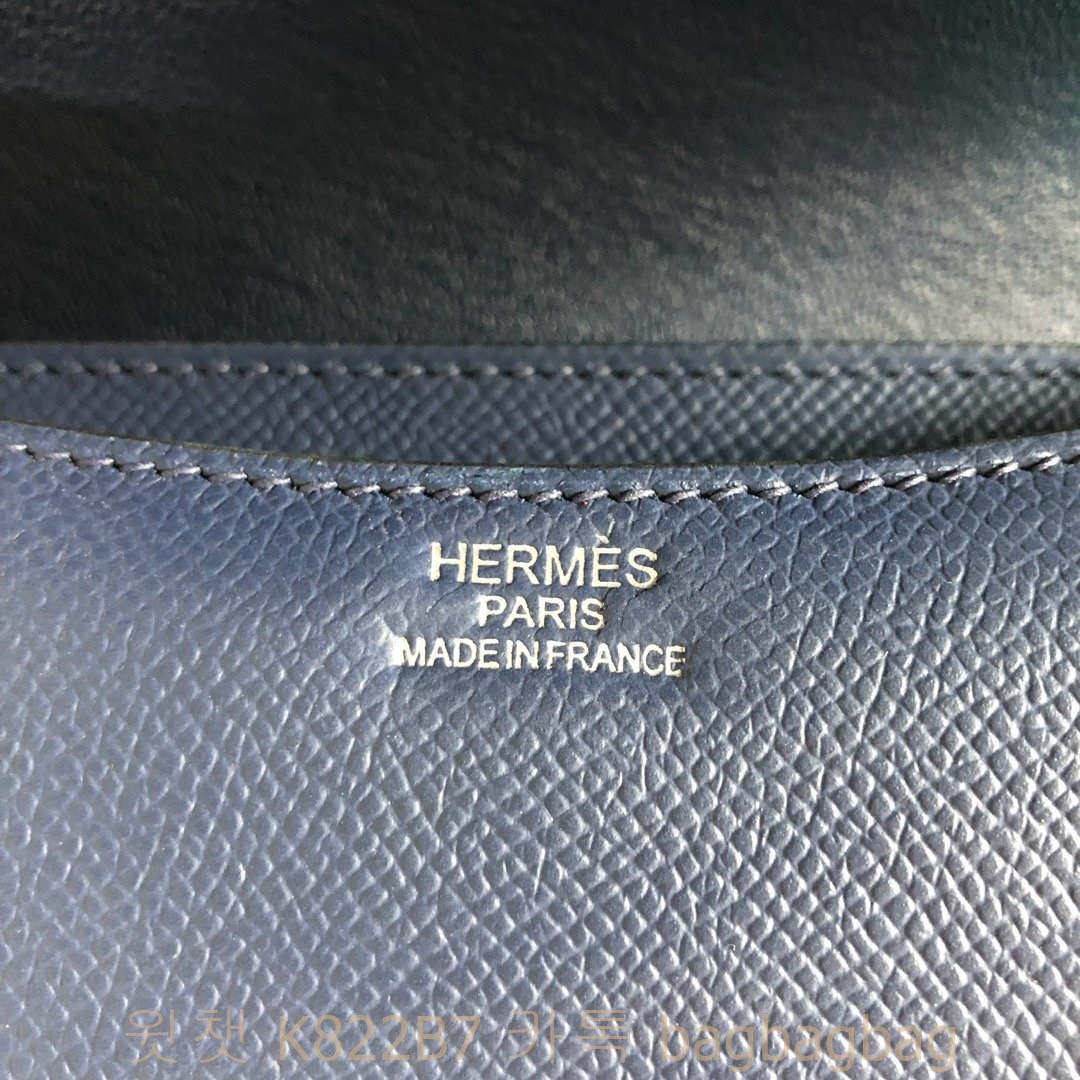 HERMÈS
PARIS
MADE IN FRANCE
윗챗 K822B7 카톡 bagbagbag